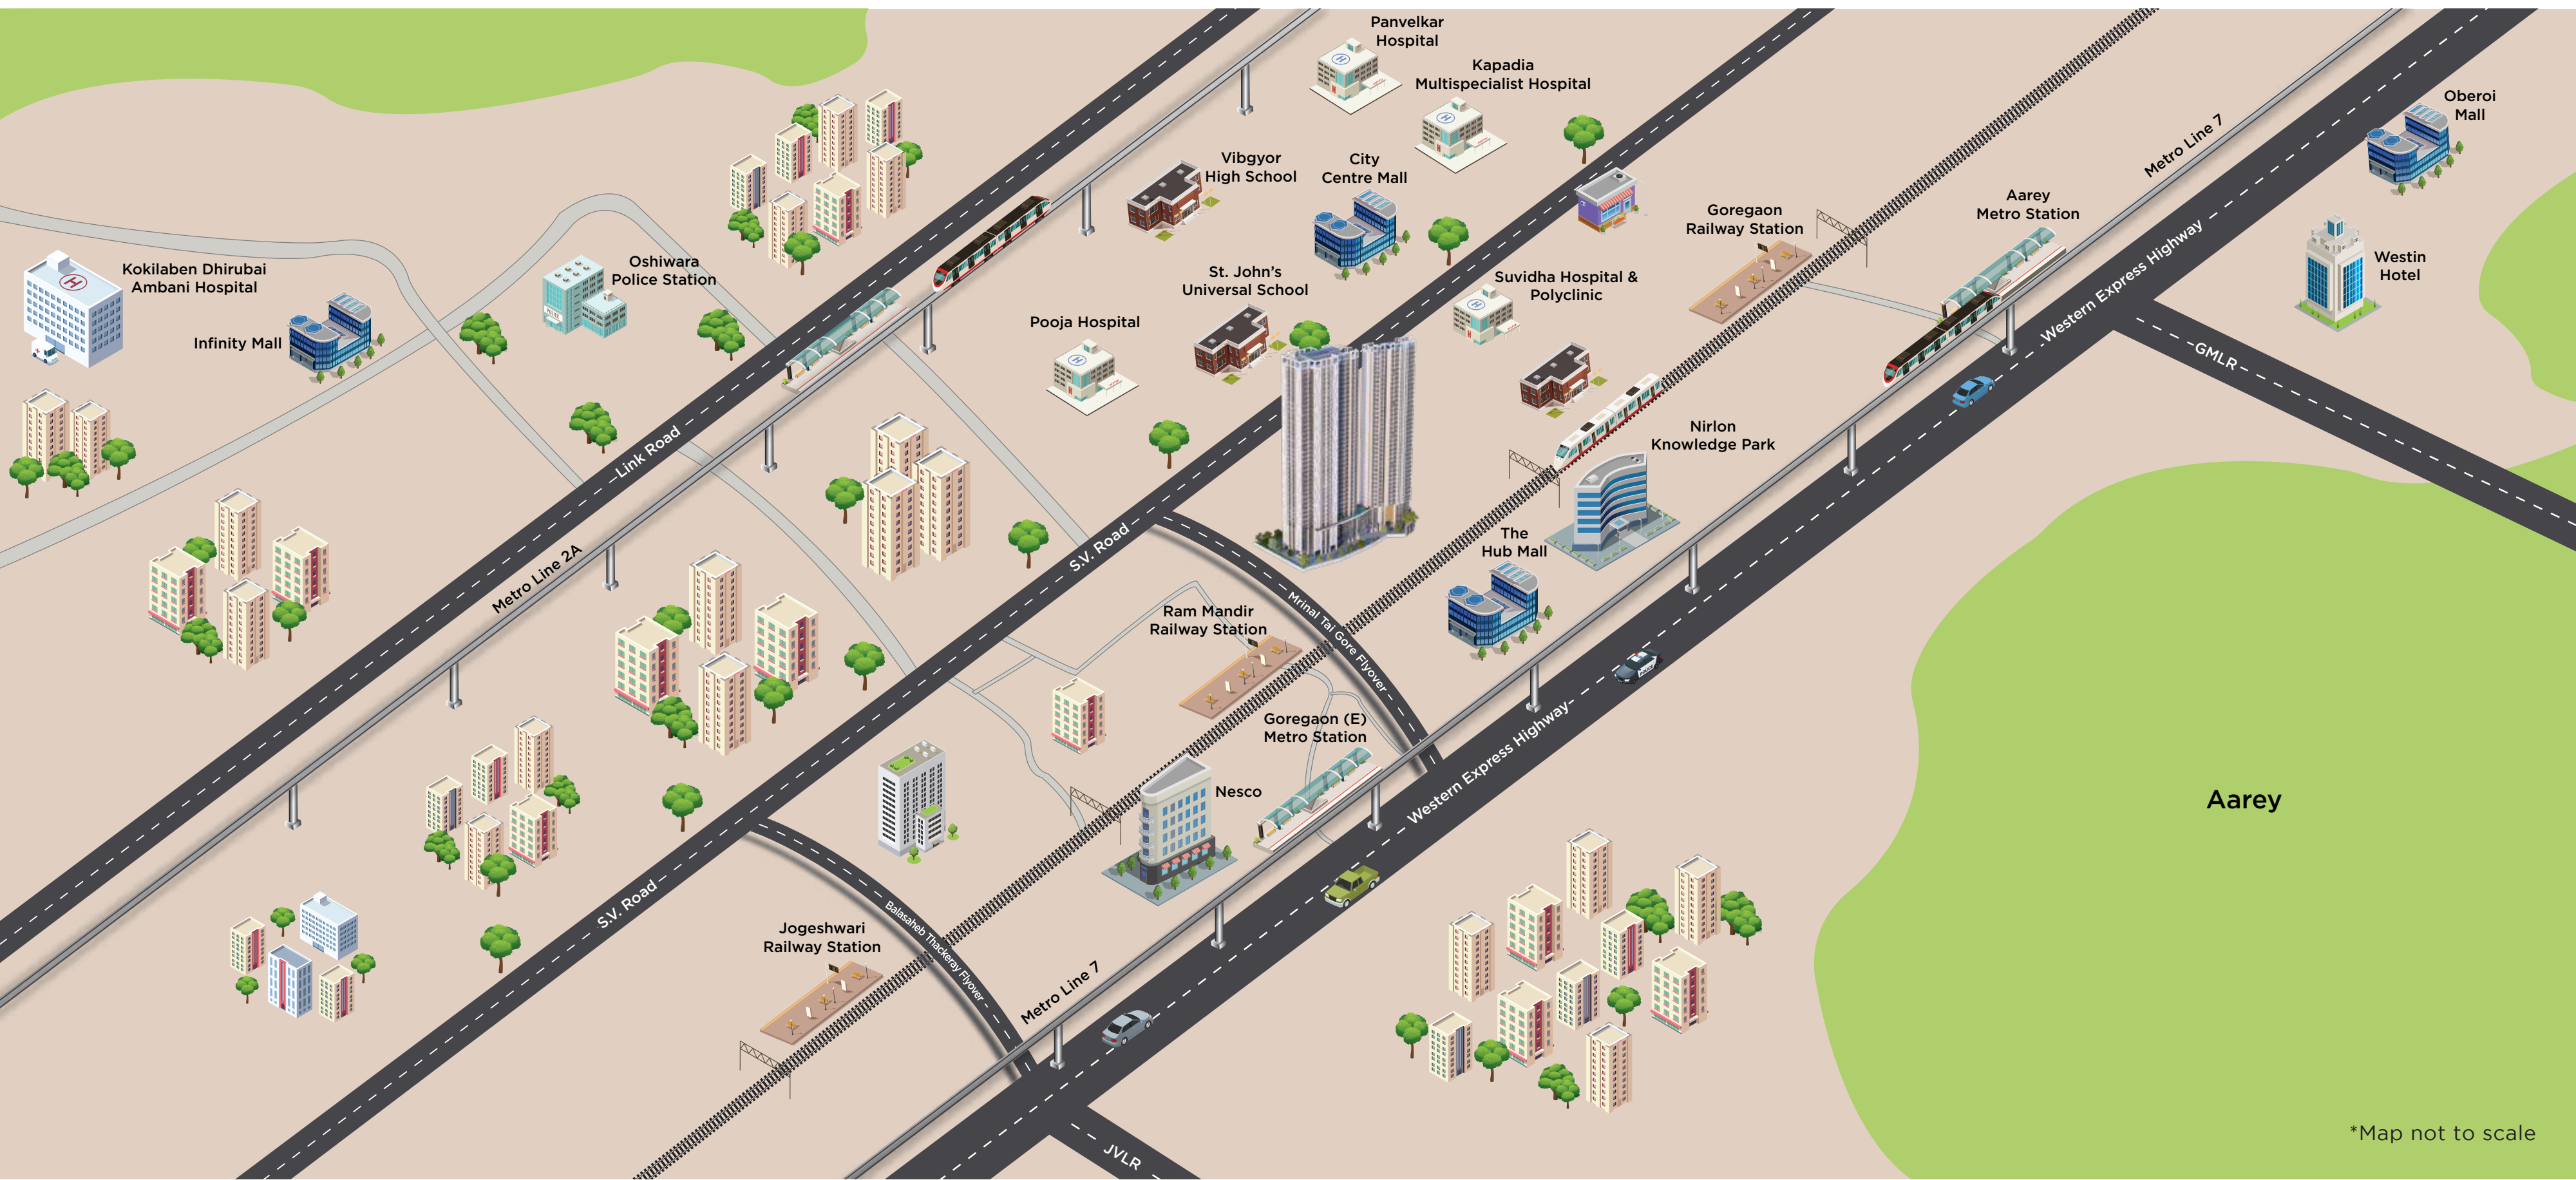 Panvelkar
Hospital
Kapadia
Multispecialist Hospital
Oberoi
Mall
Metro Line 7
Vibgyor
High School
City
Centre Mall
Aarey
Metro Station
Goregaon
Railway Station
Western Express Highway
Westin
Hotel
Kokilaben Dhirubai
Ambani Hospital
Oshiwara
Police Station
St. John's
Universal School
Suvidha Hospital &
Polyclinic
Infinity Mall
Pooja Hospital
GMLR
Link Road
Nirlon
Knowledge Park
S.V. Road
The
Hub Mall
Metro Line 2A
Mrinal Tai Gore Flyover
Ram Mandir
Railway Station
Goregaon (E)
Metro Station
Western Express Highway
Nesco
Aarey
S.V. Road
Balasaheb Thackeray Flyover
Jogeshwari
Railway Station
Metro Line 7
JVLR
*Map not to scale